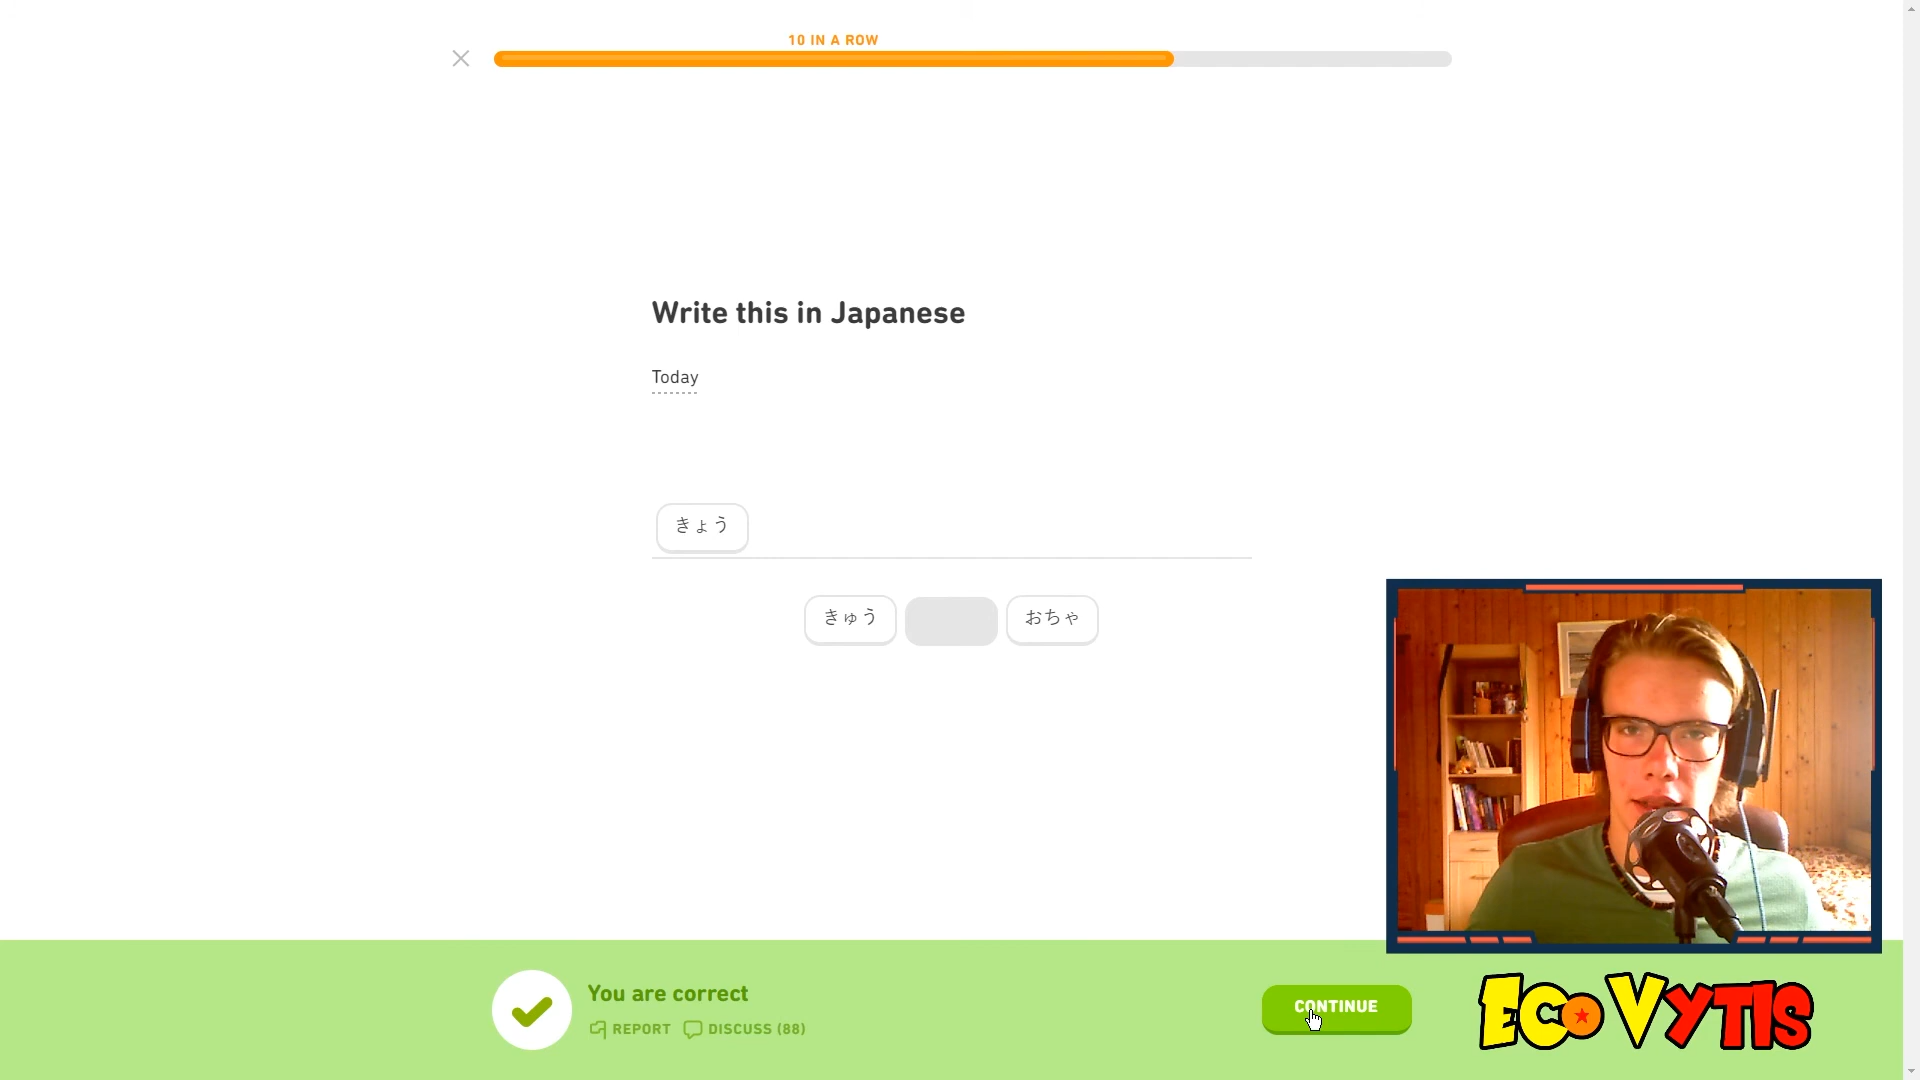 10 IN A ROW
Write this in Japanese
Today
きょう
きゅう おちゃ
You are correct
REPORT DISCUSS (88)
CONTINUE
ECO VYTIS